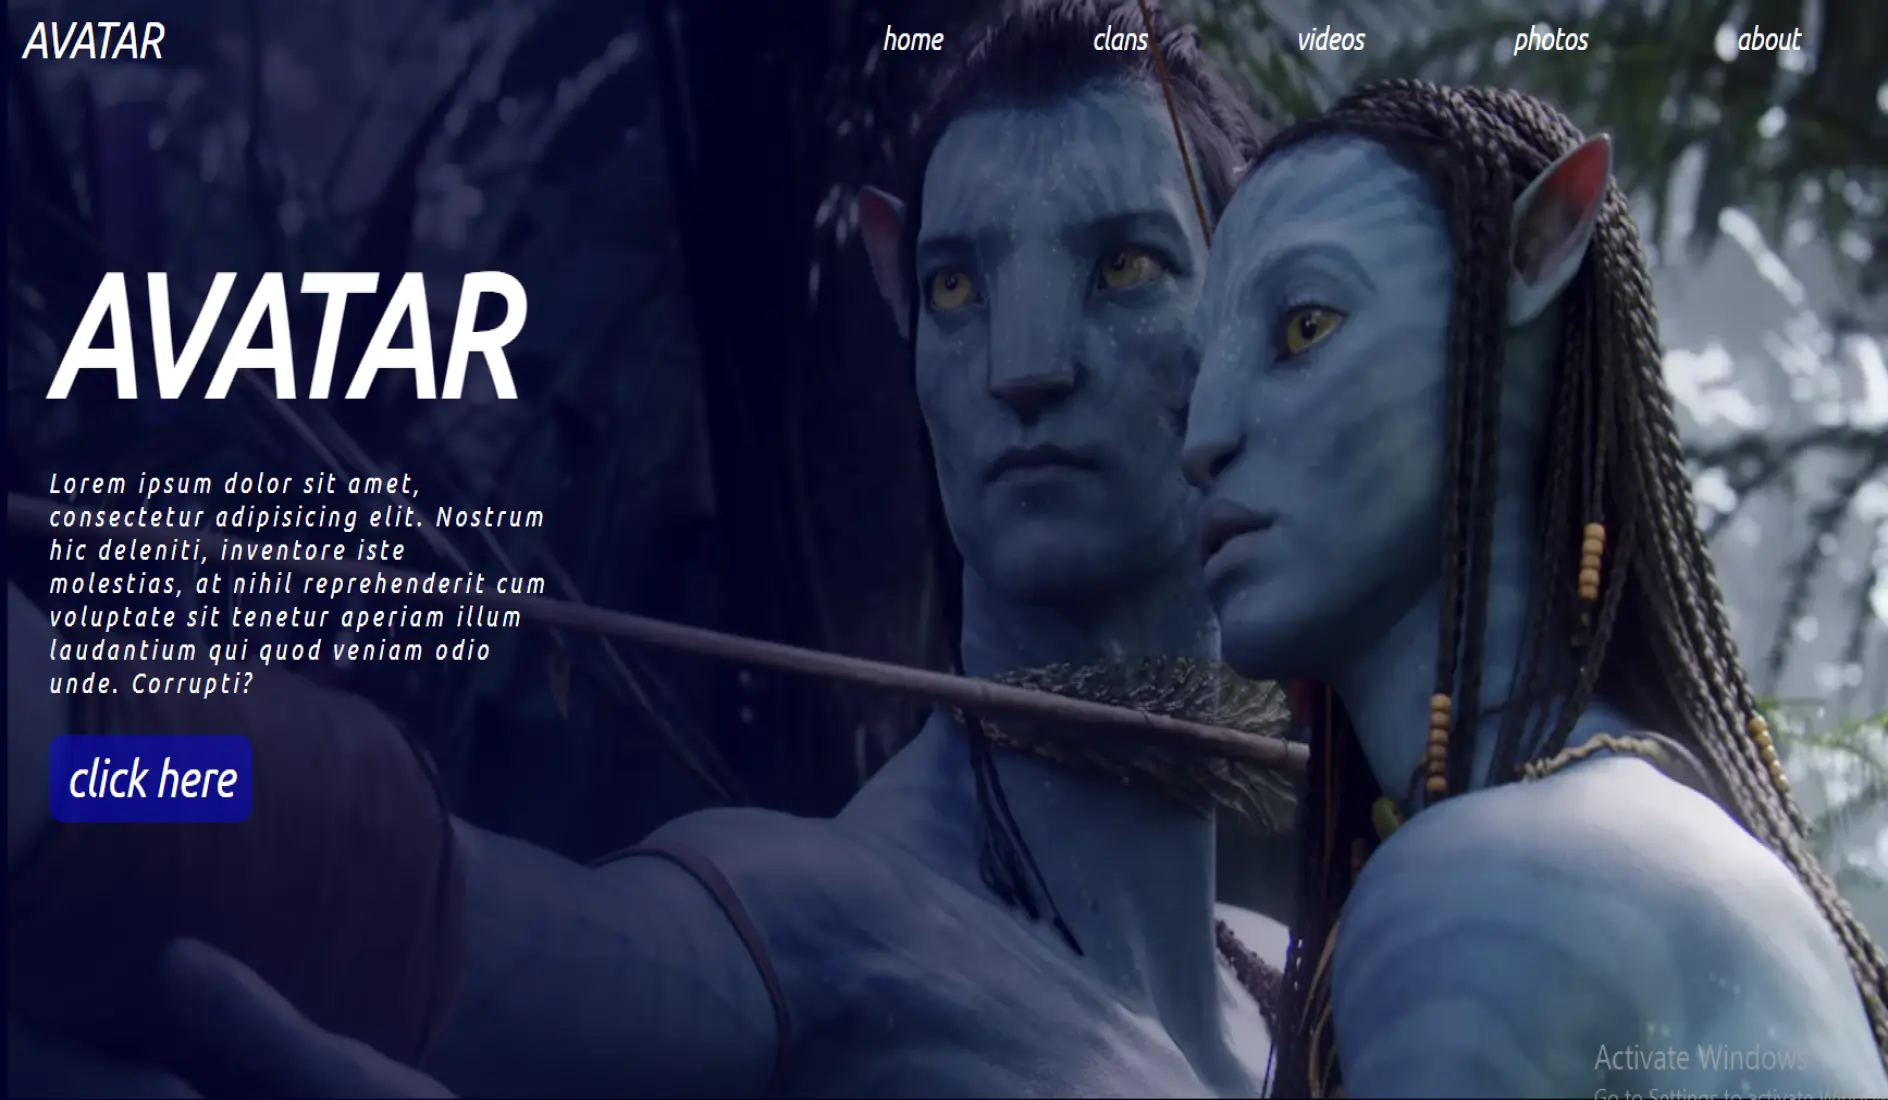 AVATAR
home clans videos photos about
AVATAR
Lorem ipsum dolor sit amet,
consectetur adipisicing elit. Nostrum
hic deleniti, inventore iste
molestias, at nihil reprehenderit cum
voluptate sit tenetur aperiam illum
laudantium qui quod veniam odio
unde. Corrupti?
click here
Activate Windows
Go to Settings to activate Windows